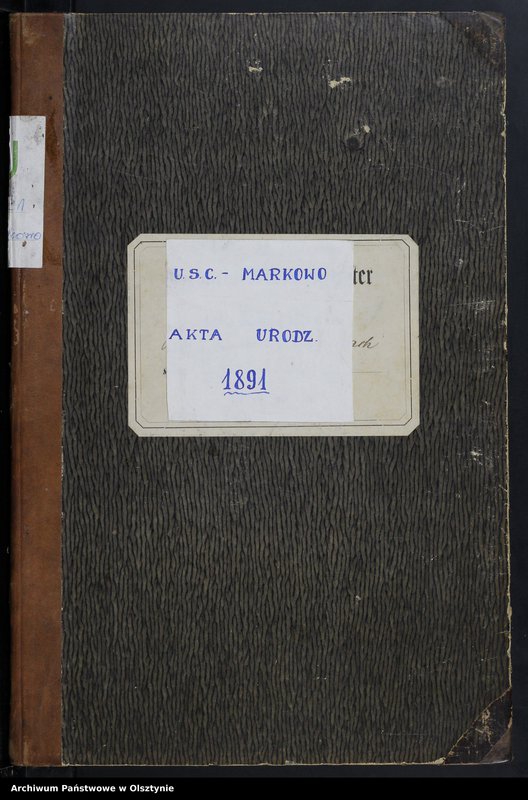 U.S.C. - MARKOWO
ter
AKTA URODZ.
1891
Archiwum Państwowe w Olsztynie